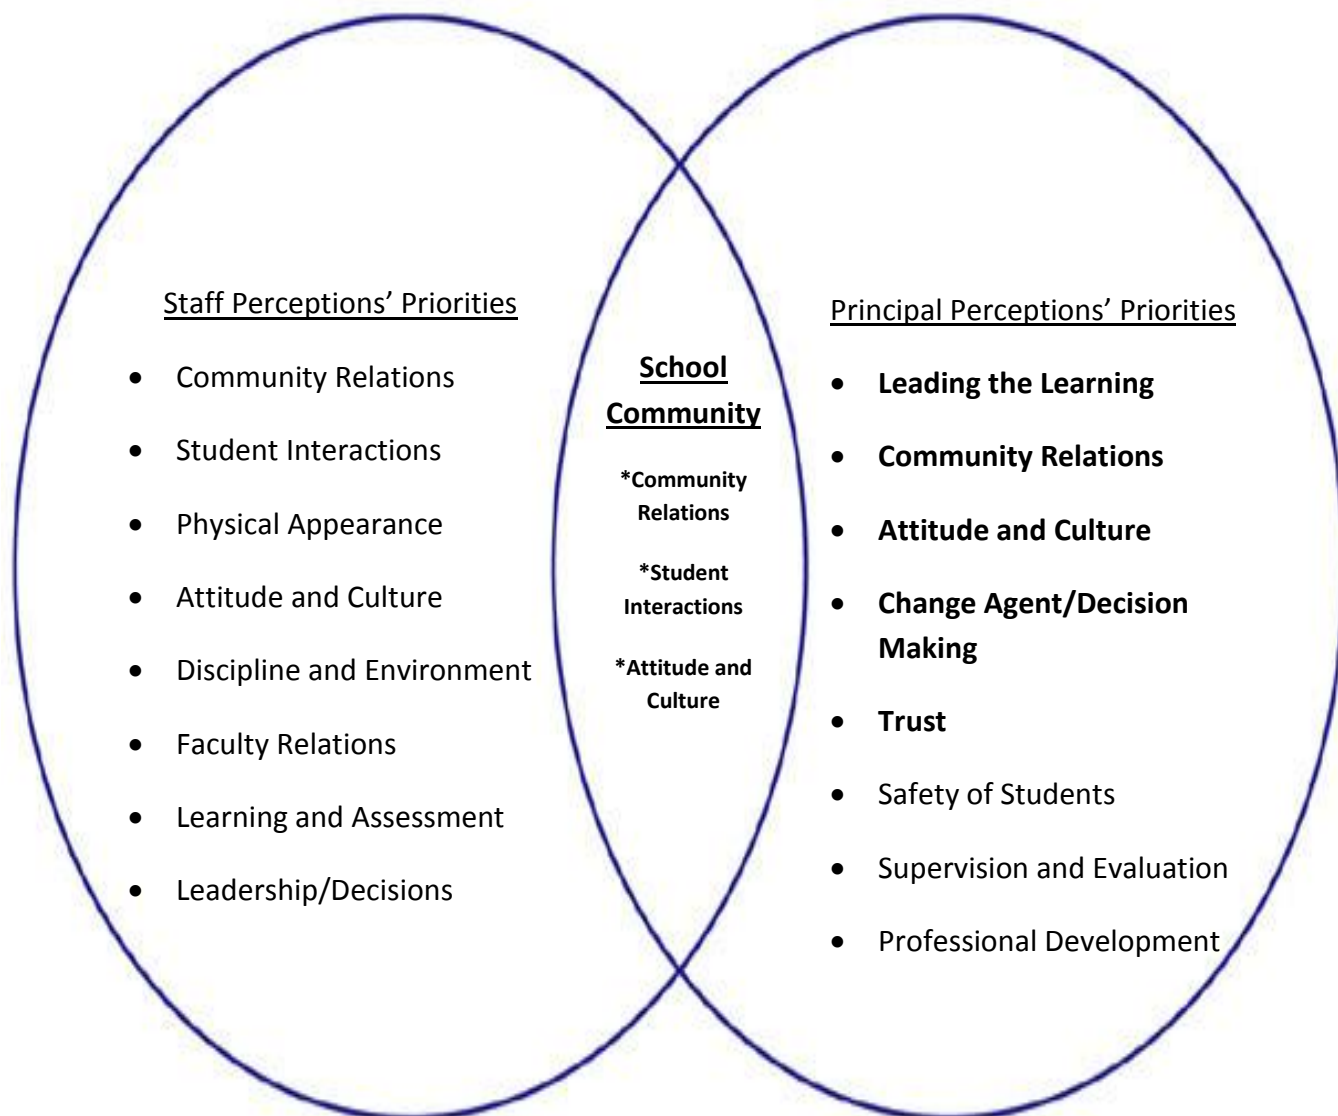 Staff Perceptions’ Priorities
• Community Relations
• Student Interactions
• Physical Appearance
• Attitude and Culture
• Discipline and Environment
• Faculty Relations
• Learning and Assessment
• Leadership/Decisions
School
Community
*Community
Relations
*Student
Interactions
*Attitude and
Culture
Principal Perceptions’ Priorities
• Leading the Learning
• Community Relations
• Attitude and Culture
• Change Agent/Decision
Making
• Trust
• Safety of Students
• Supervision and Evaluation
• Professional Development